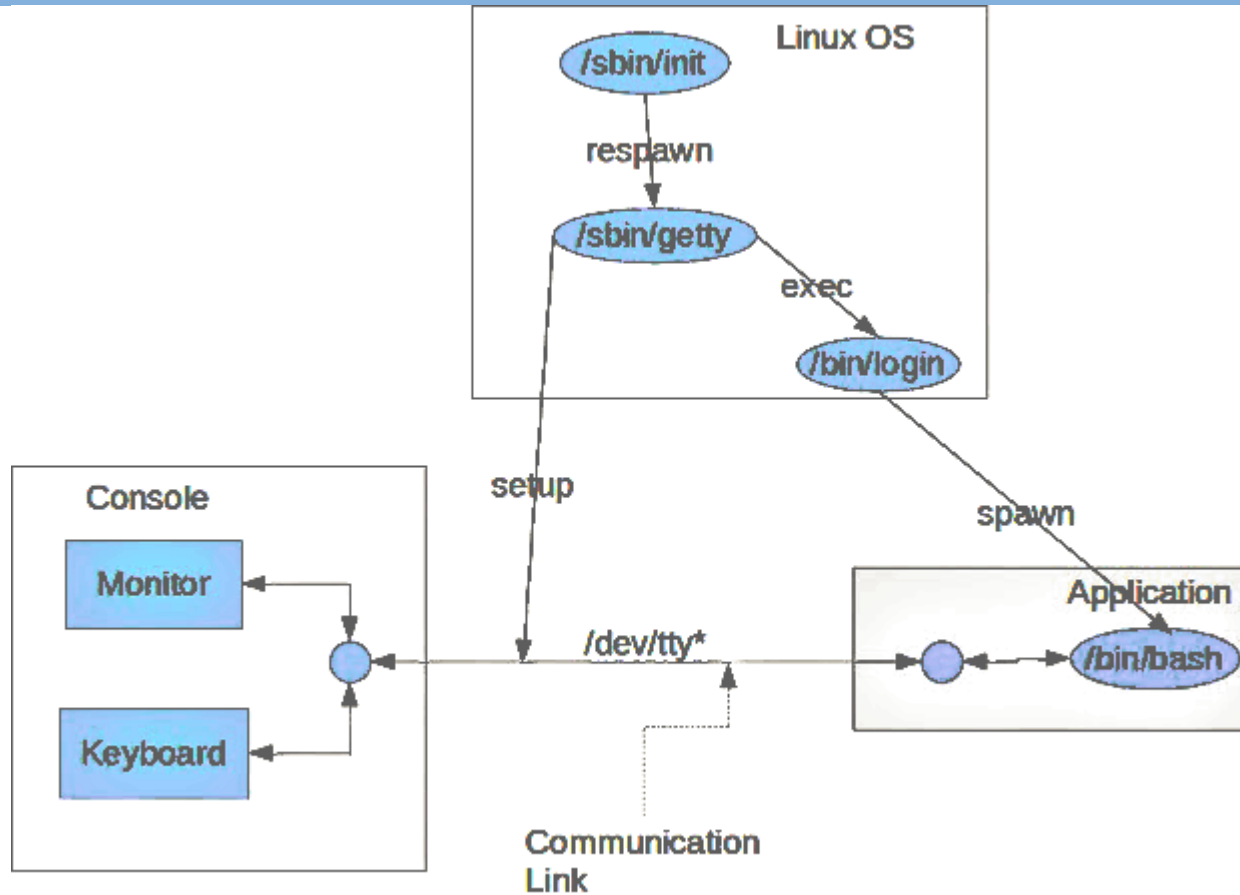 Linux OS
/sbin/init
respawn
/sbin/getty
exec
/bin/login
setup
spawn
Console
Monitor
Keyboard
/dev/tty*
Application
/bin/bash
Communication
Link